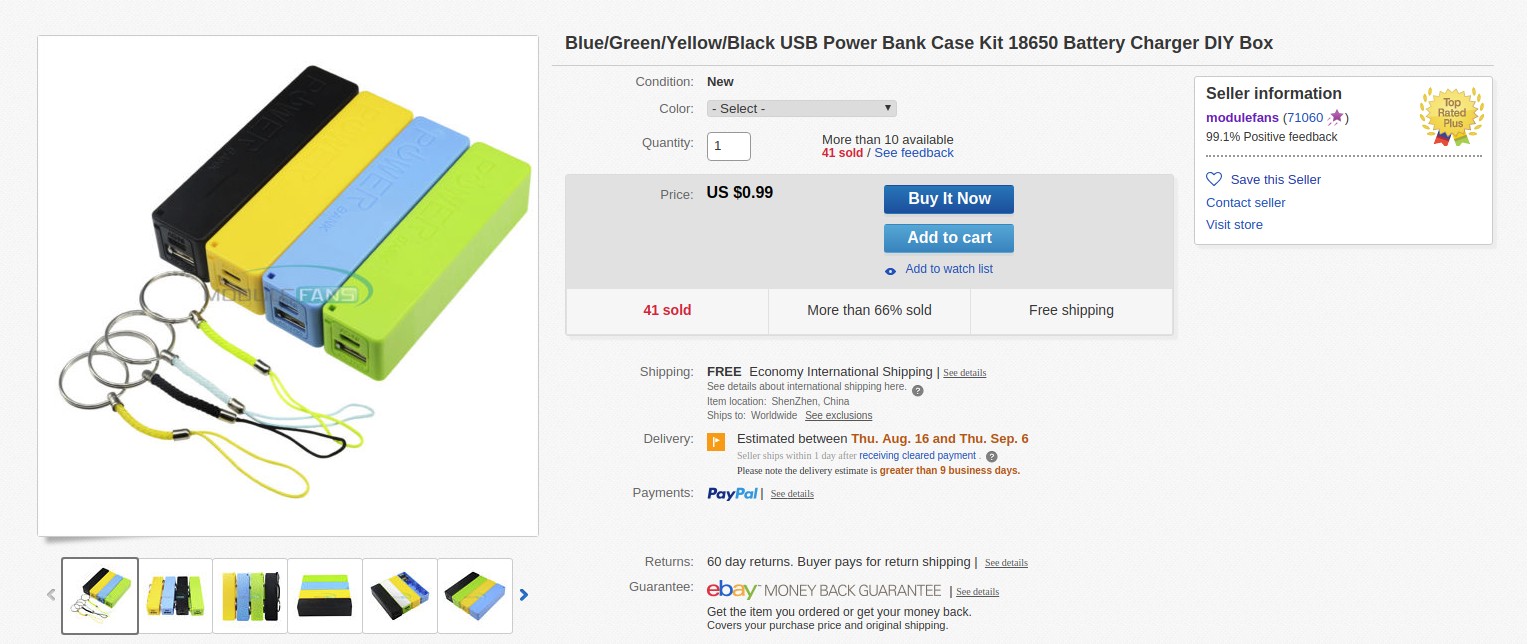 Blue/Green/Yellow/Black USB Power Bank Case Kit 18650 Battery Charger DIY Box
POWER BANK
POWER
POWER BANK
POWER BANK
MODULE FANS
Condition: New
Color: - Select -
Quantity: 1
More than 10 available
41 sold / See feedback
Price: US $0.99
Buy It Now
Add to cart
Add to watch list
41 sold
More than 66% sold
Free shipping
Seller information
modulefans (71060 )
99.1% Positive feedback
Top
Rated
Plus
Save this Seller
Contact seller
Visit store
Shipping: FREE Economy International Shipping | See details
See details about international shipping here. ?
Item location: ShenZhen, China
Ships to: Worldwide See exclusions
Delivery: Estimated between Thu. Aug. 16 and Thu. Sep. 6
Seller ships within 1 day after receiving cleared payment . ?
Please note the delivery estimate is greater than 9 business days.
Payments: PayPal | See details
Returns: 60 day returns. Buyer pays for return shipping | See details
Guarantee: ebay MONEY BACK GUARANTEE | See details
Get the item you ordered or get your money back.
Covers your purchase price and original shipping.